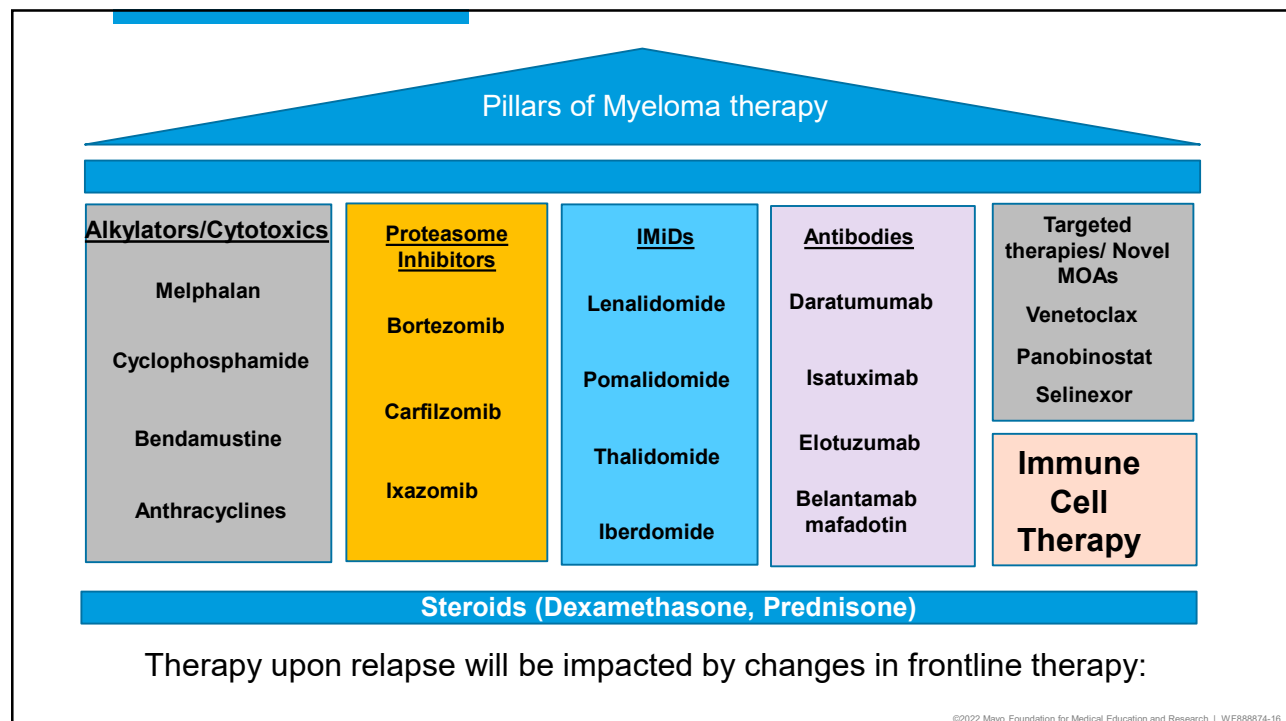 Pillars of Myeloma therapy
Alkylators/Cytotoxics
Melphalan
Cyclophosphamide
Bendamustine
Anthracyclines
Proteasome
Inhibitors
Bortezomib
Carfilzomib
Ixazomib
IMiDs
Lenalidomide
Pomalidomide
Thalidomide
Iberdomide
Antibodies
Daratumumab
Isatuximab
Elotuzumab
Belantamab
mafadotin
Targeted
therapies/ Novel
MOAs
Venetoclax
Panobinostat
Selinexor
Immune
Cell
Therapy
Steroids (Dexamethasone, Prednisone)
Therapy upon relapse will be impacted by changes in frontline therapy:
©2022 Mayo Foundation for Medical Education and Research | WF888874-16